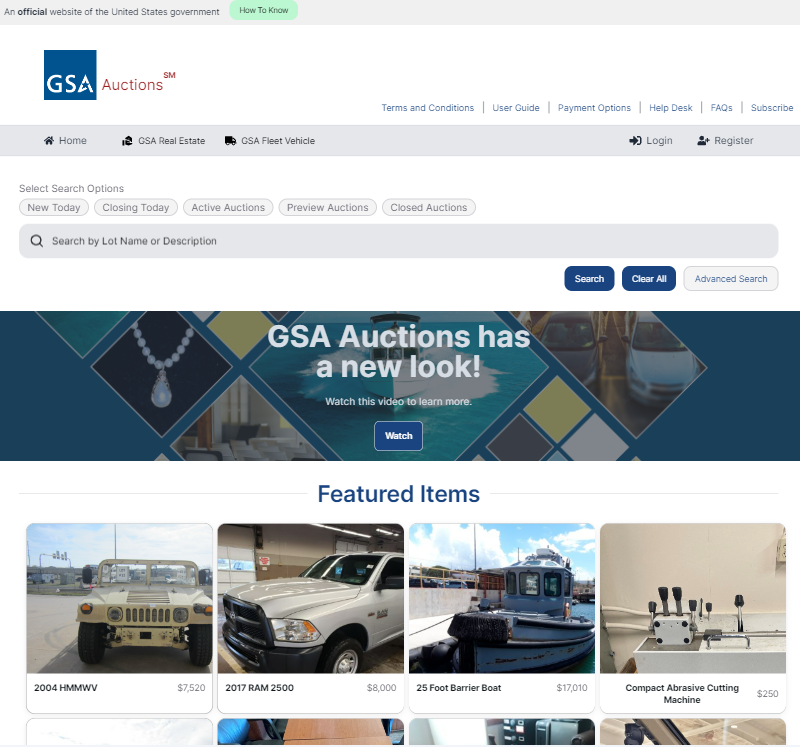 An official website of the United States government
How To Know
GSA Auctions SM
Terms and Conditions | User Guide | Payment Options | Help Desk | FAQs | Subscribe
Home
GSA Real Estate
GSA Fleet Vehicle
Login
Register
Select Search Options
New Today
Closing Today
Active Auctions
Preview Auctions
Closed Auctions
Search by Lot Name or Description
Search
Clear All
Advanced Search
GSA Auctions has
a new look!
Watch this video to learn more.
Watch
Featured Items
2004 HMMWV
$7,520
2017 RAM 2500
$8,000
25 Foot Barrier Boat
$17,010
Compact Abrasive Cutting
Machine
$250